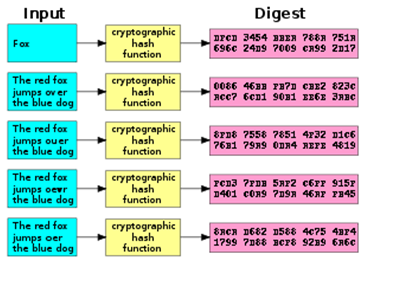 Input
Digest
Fox
cryptographic
hash
function
DFCD 3454 BBEA 788A 751A
696C 24D9 7009 CA99 2D17
The red fox
jumps over
the blue dog
cryptographic
hash
function
0086 46BB FB7D CBE2 823C
ACC7 6CD1 90B1 EE6E 3ABC
The red fox
jumps ouer
the blue dog
cryptographic
hash
function
8FD8 7558 7851 4F32 D1C6
76B1 79A9 0DA4 AEFE 4819
The red fox
jumps oevr
the blue dog
cryptographic
hash
function
FCD3 7FDB 5AF2 C6FF 915F
D401 C0A9 7D9A 46AF FB45
The red fox
jumps oer
the blue dog
cryptographic
hash
function
8ACA D682 D588 4C75 4BF4
1799 7D88 BCF8 92B9 6A6C